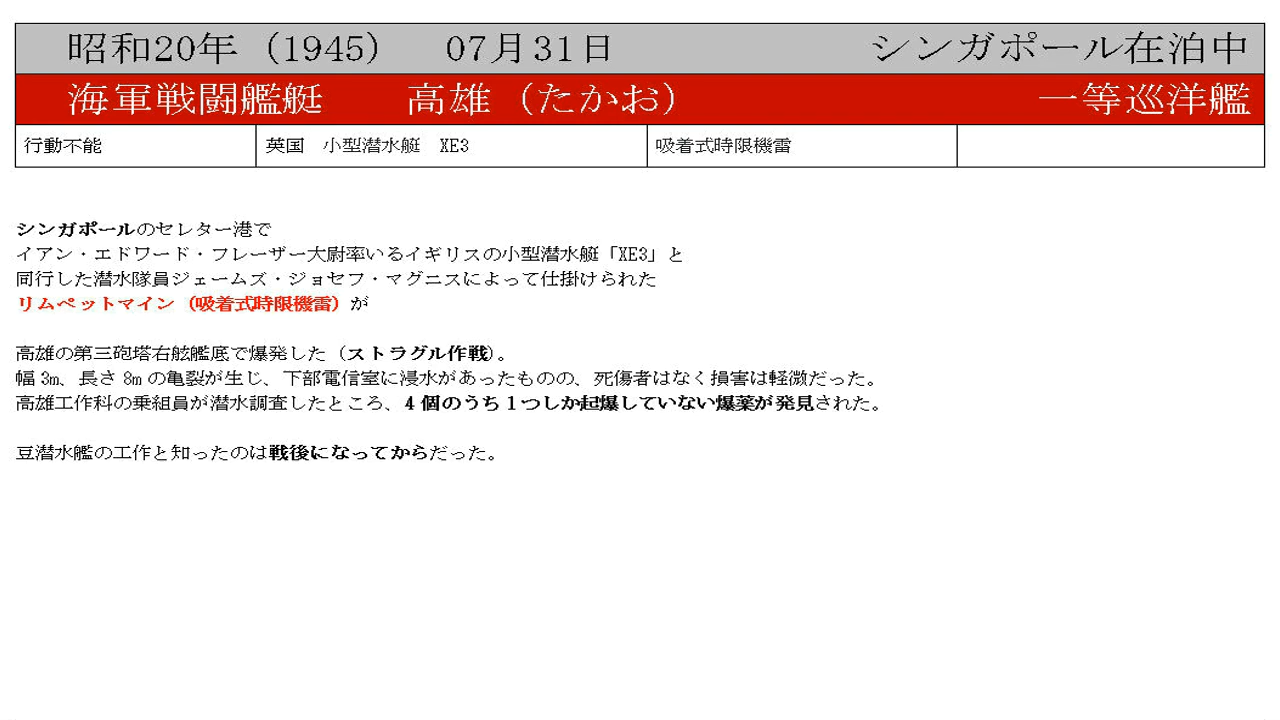 昭和20年（1945）　07月31日　シンガポール在泊中
海軍戦闘艦艇　高雄（たかお）　一等巡洋艦
行動不能　英国　小型潜水艇　XE3　吸着式時限機雷
シンガポールのセレター港で
イアン・エドワード・フレーザー大尉率いるイギリスの小型潜水艇「XE3」と
同行した潜水隊員ジェームズ・ジョセフ・マグニスによって仕掛けられた
リムペットマイン（吸着式時限機雷）が
高雄の第三砲塔右舷艦底で爆発した（ストラグル作戦）。
幅3m、長さ8mの亀裂が生じ、下部電信室に浸水があったものの、死傷者はなく損害は軽微だった。
高雄工作科の乗組員が潜水調査したところ、4個のうち1つしか起爆していない爆薬が発見された。
豆潜水艦の工作と知ったのは戦後になってからだった。